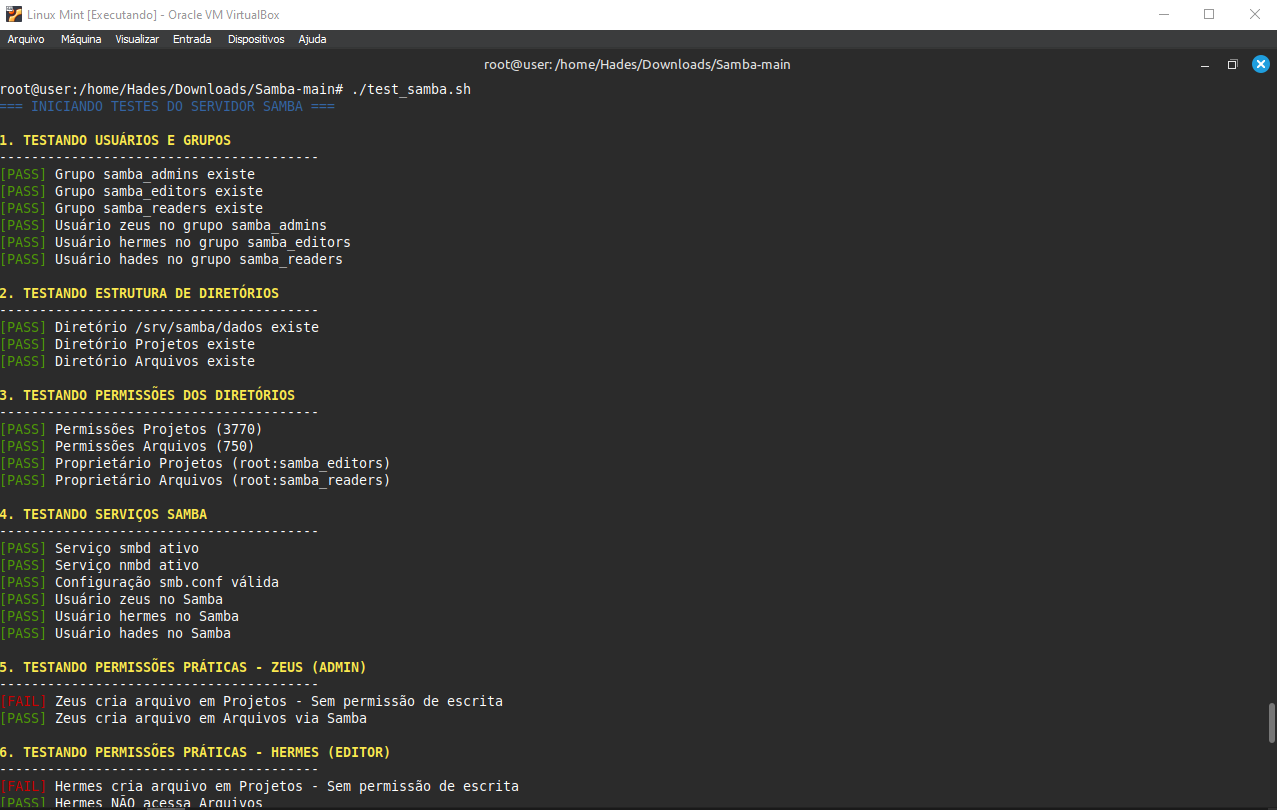 Linux Mint [Executando] - Oracle VM VirtualBox
Arquivo Máquina Visualizar Entrada Dispositivos Ajuda
root@user: /home/Hades/Downloads/Samba-main
root@user:/home/Hades/Downloads/Samba-main# ./test_samba.sh
=== INICIANDO TESTES DO SERVIDOR SAMBA ===
1. TESTANDO USUÁRIOS E GRUPOS
----------------------------------------
[PASS] Grupo samba_admins existe
[PASS] Grupo samba_editors existe
[PASS] Grupo samba_readers existe
[PASS] Usuário zeus no grupo samba_admins
[PASS] Usuário hermes no grupo samba_editors
[PASS] Usuário hades no grupo samba_readers
2. TESTANDO ESTRUTURA DE DIRETÓRIOS
----------------------------------------
[PASS] Diretório /srv/samba/dados existe
[PASS] Diretório Projetos existe
[PASS] Diretório Arquivos existe
3. TESTANDO PERMISSÕES DOS DIRETÓRIOS
----------------------------------------
[PASS] Permissões Projetos (3770)
[PASS] Permissões Arquivos (750)
[PASS] Proprietário Projetos (root:samba_editors)
[PASS] Proprietário Arquivos (root:samba_readers)
4. TESTANDO SERVIÇOS SAMBA
----------------------------------------
[PASS] Serviço smbd ativo
[PASS] Serviço nmbd ativo
[PASS] Configuração smb.conf válida
[PASS] Usuário zeus no Samba
[PASS] Usuário hermes no Samba
[PASS] Usuário hades no Samba
5. TESTANDO PERMISSÕES PRÁTICAS - ZEUS (ADMIN)
----------------------------------------
[FAIL] Zeus cria arquivo em Projetos - Sem permissão de escrita
[PASS] Zeus cria arquivo em Arquivos via Samba
6. TESTANDO PERMISSÕES PRÁTICAS - HERMES (EDITOR)
----------------------------------------
[FAIL] Hermes cria arquivo em Projetos - Sem permissão de escrita
[PASS] Hermes NÃO acessa Arquivos